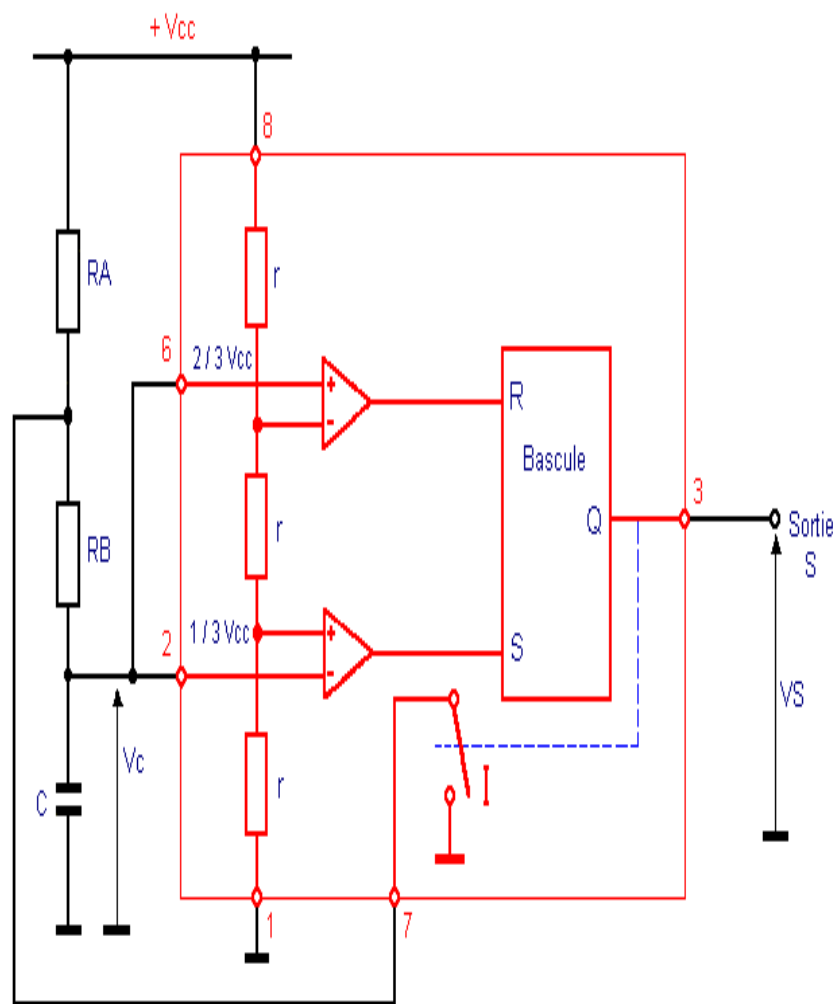 + Vcc
8
RA
r
6
2 / 3 Vcc
+
-
R
Bascule
3
Q
Sortie
S
RB
r
1 / 3 Vcc
2
+
-
S
VS
Vc
C
r
I
1
7